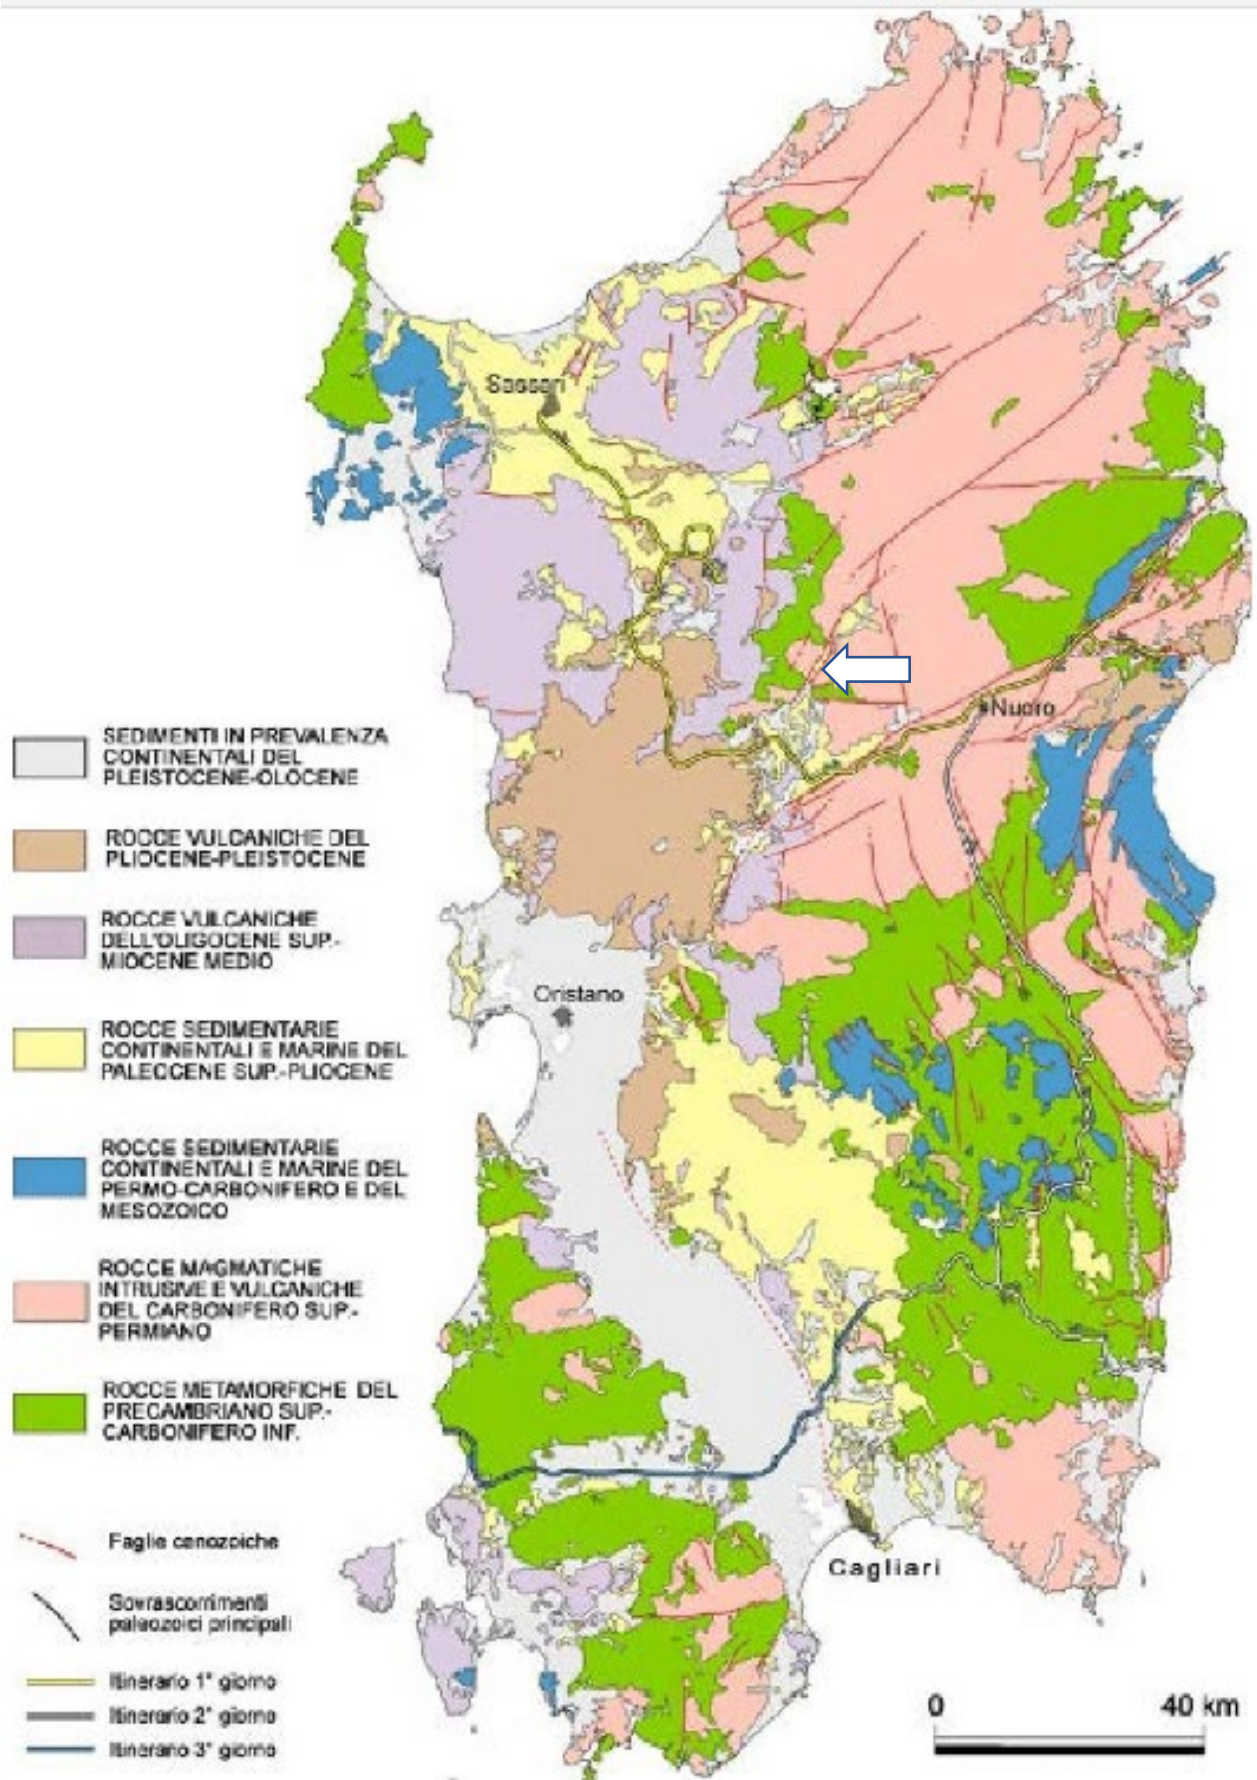 Sassari
Nuoro
SEDIMENTI IN PREVALENZA
CONTINENTALI DEL
PLEISTOCENE-OLOCENE
ROCCE VULCANICHE DEL
PLIOCENE-PLEISTOCENE
ROCCE VULCANICHE
DELL'OLIGOCENE SUP.-
MIOCENE MEDIO
Oristano
ROCCE SEDIMENTARIE
CONTINENTALI E MARINE DEL
PALEOCENE SUP.-PLIOCENE
ROCCE SEDIMENTARIE
CONTINENTALI E MARINE DEL
PERMO-CARBONIFERO E DEL
MESOZOICO
ROCCE MAGMATICHE
INTRUSIVE E VULCANICHE
DEL CARBONIFERO SUP.-
PERMIANO
ROCCE METAMORFICHE DEL
PRECAMBRIANO SUP.-
CARBONIFERO INF.
Faglie cenozoiche
Cagliari
Sovrascorrimenti
paleozoici principali
Itinerario 1° giorno
Itinerario 2° giorno
Itinerario 3° giorno
0 40 km